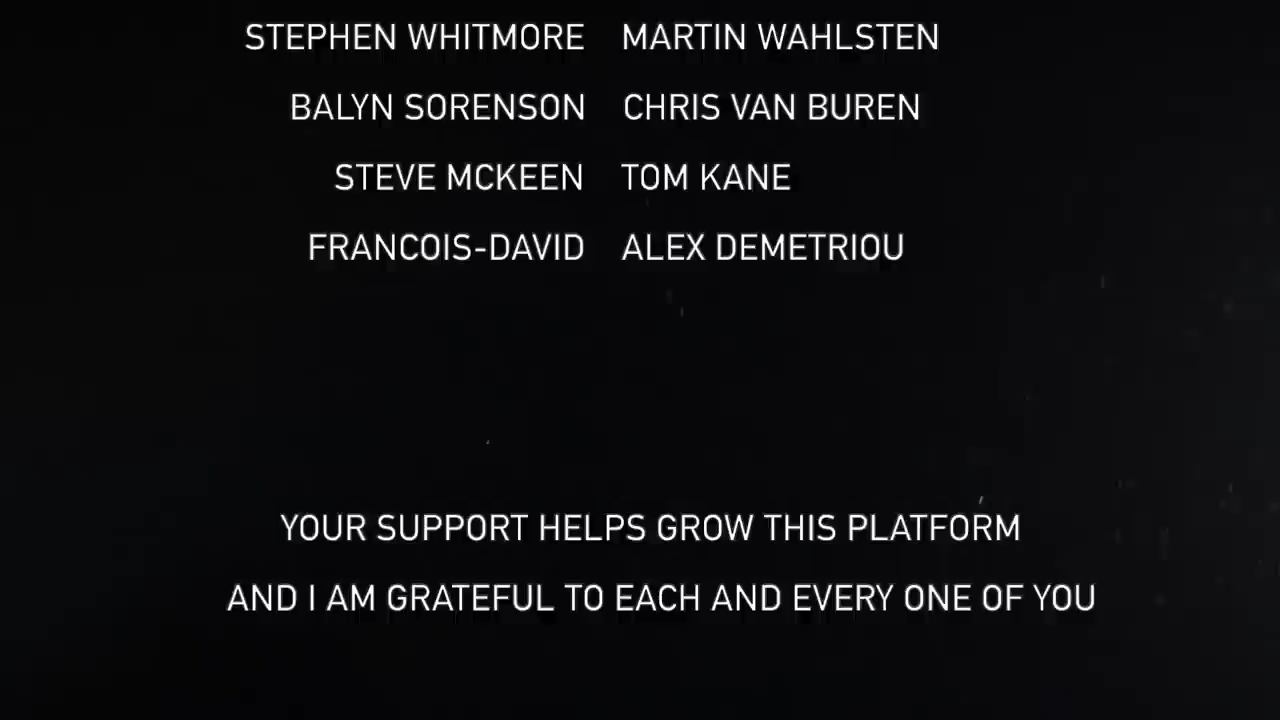 STEPHEN WHITMORE MARTIN WAHLSTEN
BALYN SORENSON CHRIS VAN BUREN
STEVE MCKEEN TOM KANE
FRANCOIS-DAVID ALEX DEMETRIOU
YOUR SUPPORT HELPS GROW THIS PLATFORM
AND I AM GRATEFUL TO EACH AND EVERY ONE OF YOU